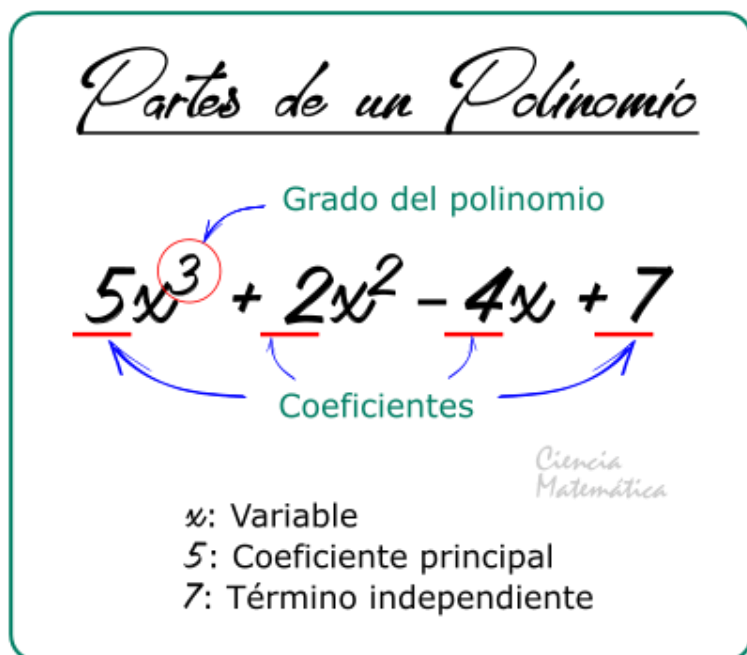 Partes de un Polinomio
Grado del polinomio
5x³ + 2x² – 4x + 7
Coeficientes
Ciencia
Matemática
x: Variable
5: Coeficiente principal
7: Término independiente